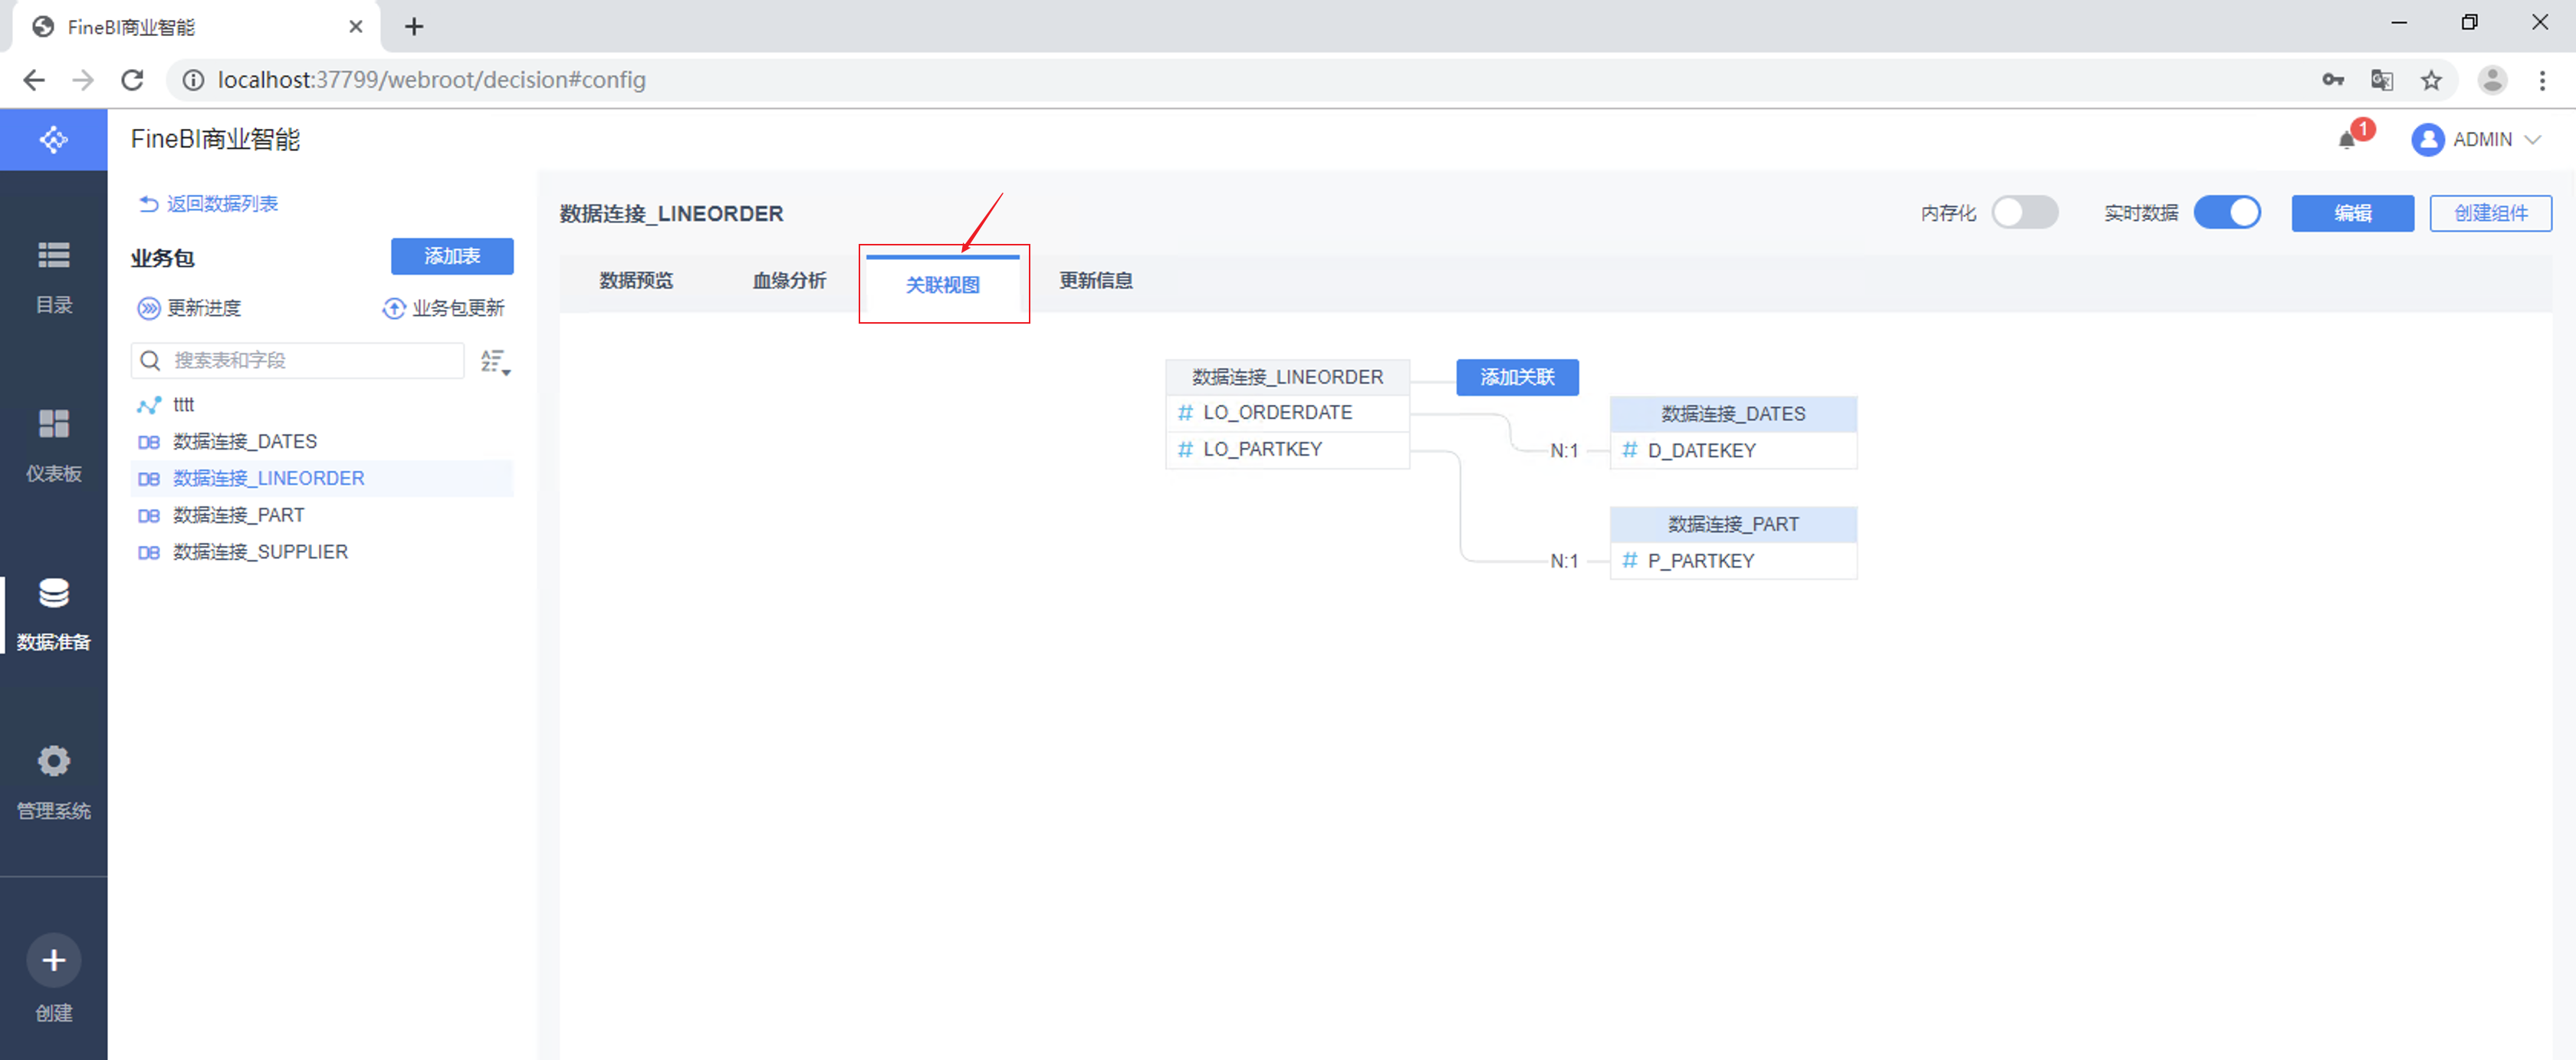 FineBI商业智能
localhost:37799/webroot/decision#config
FineBI商业智能
1
ADMIN
目录
仪表板
数据准备
管理系统
创建
返回数据列表
业务包
添加表
更新进度
业务包更新
搜索表和字段
tttt
DB 数据连接_DATES
DB 数据连接_LINEORDER
DB 数据连接_PART
DB 数据连接_SUPPLIER
数据连接_LINEORDER
内存化
实时数据
编辑
创建组件
数据预览
血缘分析
关联视图
更新信息
数据连接_LINEORDER
添加关联
# LO_ORDERDATE
# LO_PARTKEY
N:1
数据连接_DATES
# D_DATEKEY
N:1
数据连接_PART
# P_PARTKEY